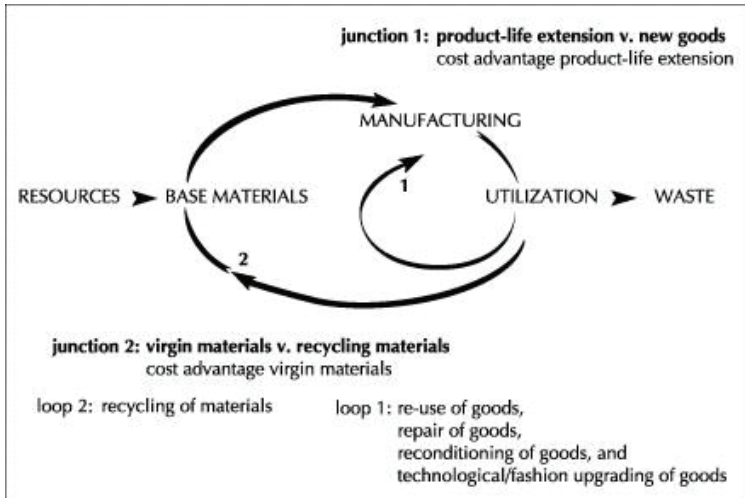 junction 1: product-life extension v. new goods
cost advantage product-life extension
MANUFACTURING
1
RESOURCES
BASE MATERIALS
UTILIZATION
WASTE
2
junction 2: virgin materials v. recycling materials
cost advantage virgin materials
loop 2: recycling of materials
loop 1: re-use of goods,
repair of goods,
reconditioning of goods, and
technological/fashion upgrading of goods